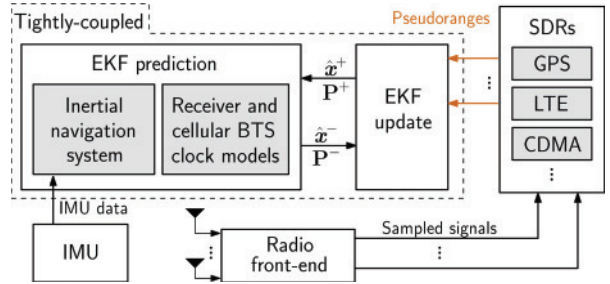 Tightly-coupled
EKF prediction
Inertial
navigation
system
Receiver and
cellular BTS
clock models
x̂⁺
P⁺
x̂⁻
P⁻
EKF
update
Pseudoranges
SDRs
GPS
LTE
CDMA
IMU data
IMU
Radio
front-end
Sampled signals